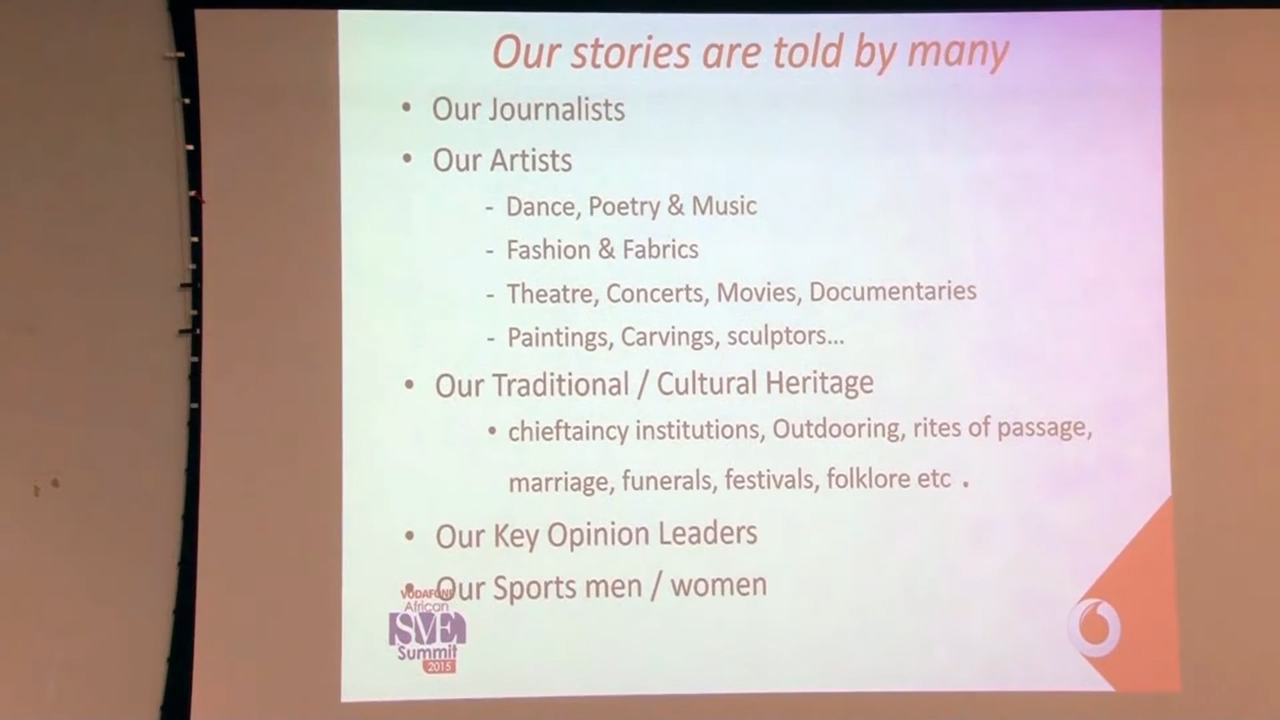 Our stories are told by many
• Our Journalists
• Our Artists
- Dance, Poetry & Music
- Fashion & Fabrics
- Theatre, Concerts, Movies, Documentaries
- Paintings, Carvings, sculptors...
• Our Traditional / Cultural Heritage
• chieftaincy institutions, Outdooring, rites of passage,
marriage, funerals, festivals, folklore etc .
• Our Key Opinion Leaders
• Our Sports men / women
VODAFONE
African
SME
Summit
2015